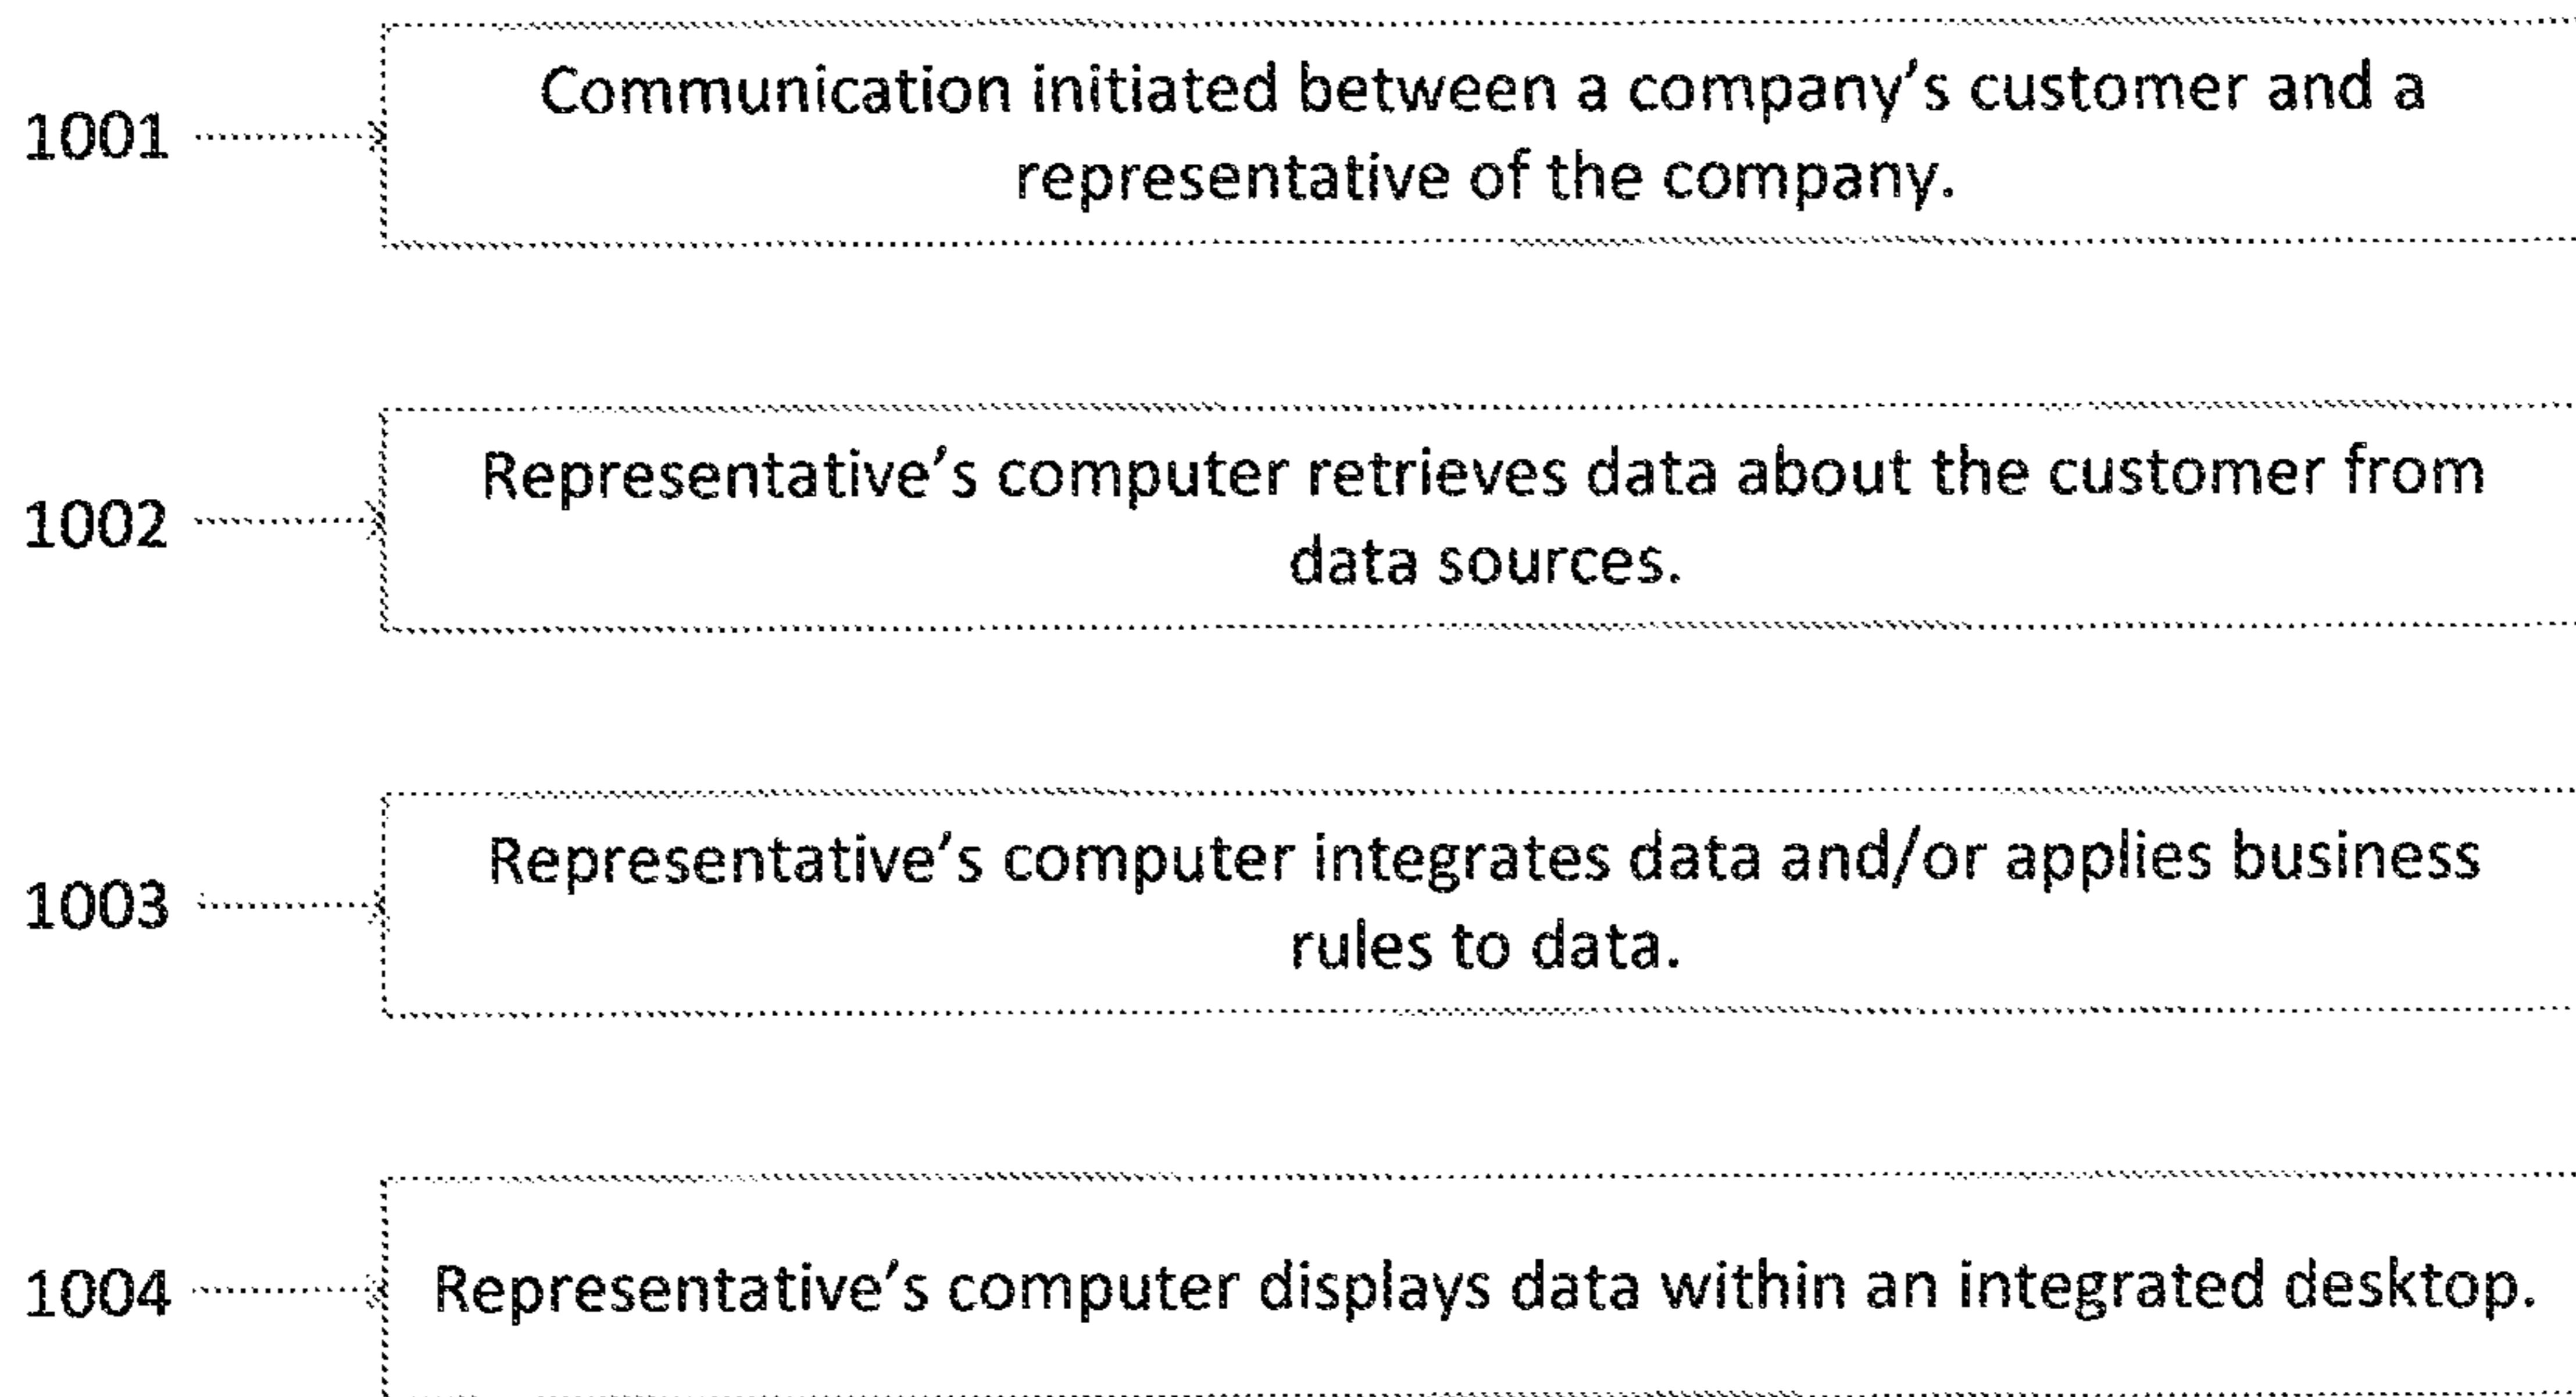 1001
Communication initiated between a company's customer and a
representative of the company.
1002
Representative's computer retrieves data about the customer from
data sources.
1003
Representative's computer integrates data and/or applies business
rules to data.
1004
Representative's computer displays data within an integrated desktop.